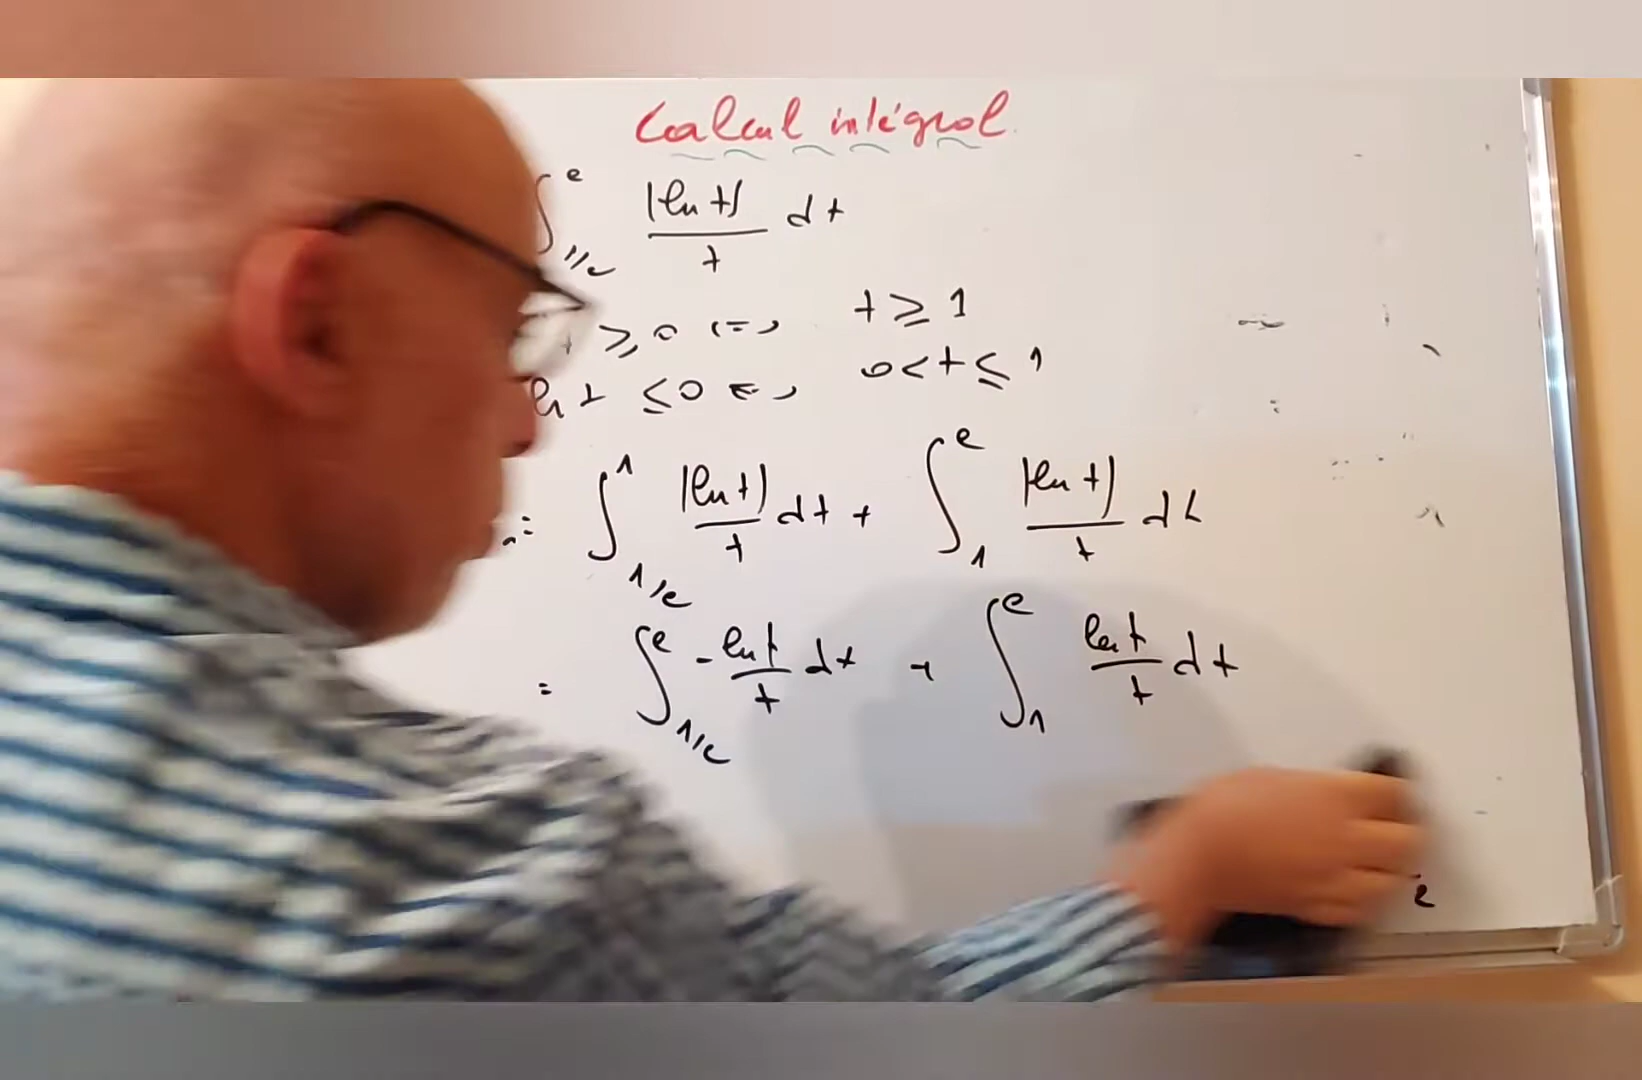 Calcul intégral
∫_{1/e}^{e} |ln t|/t dt
t ≥ 0 <=> t ≥ 1
ln t ≤ 0 <=> 0 < t ≤ 1
= ∫_{1/e}^{1} |ln t|/t dt + ∫_{1}^{e} |ln t|/t dt
= ∫_{1/e}^{e} -ln t/t dt + ∫_{1}^{e} ln t/t dt